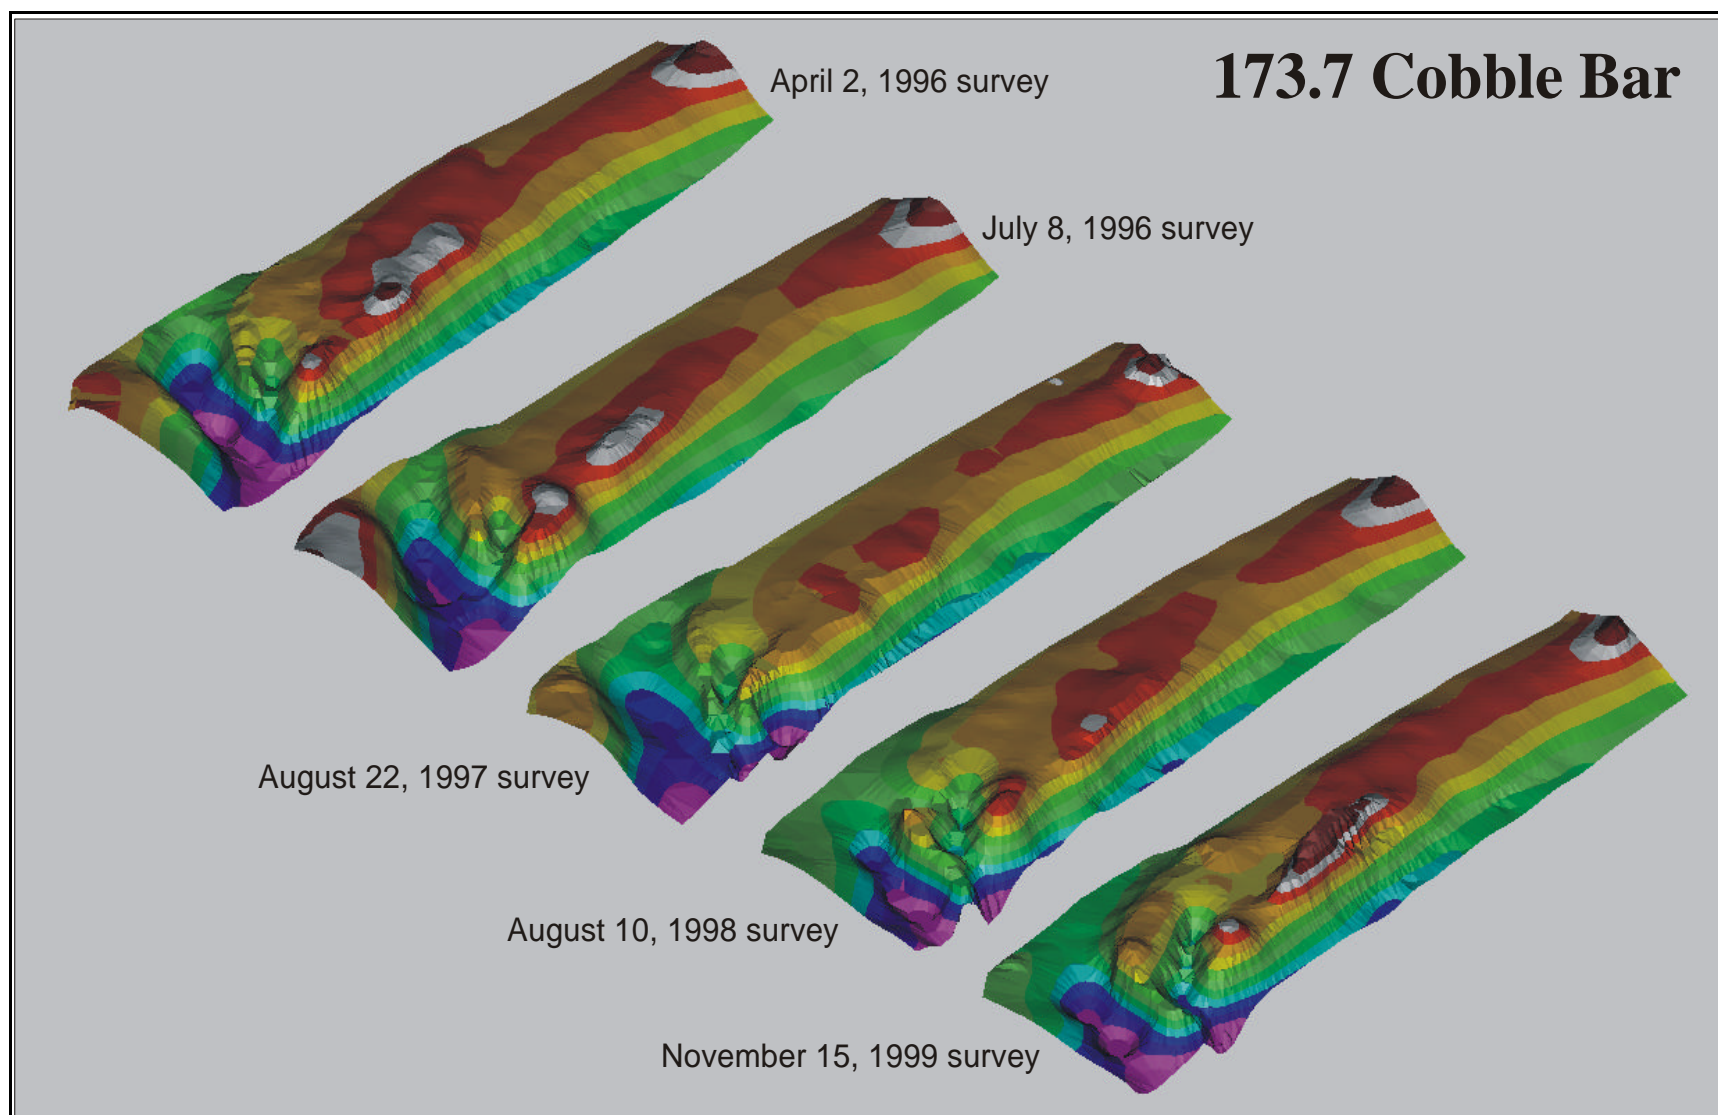 173.7 Cobble Bar
April 2, 1996 survey
July 8, 1996 survey
August 22, 1997 survey
August 10, 1998 survey
November 15, 1999 survey